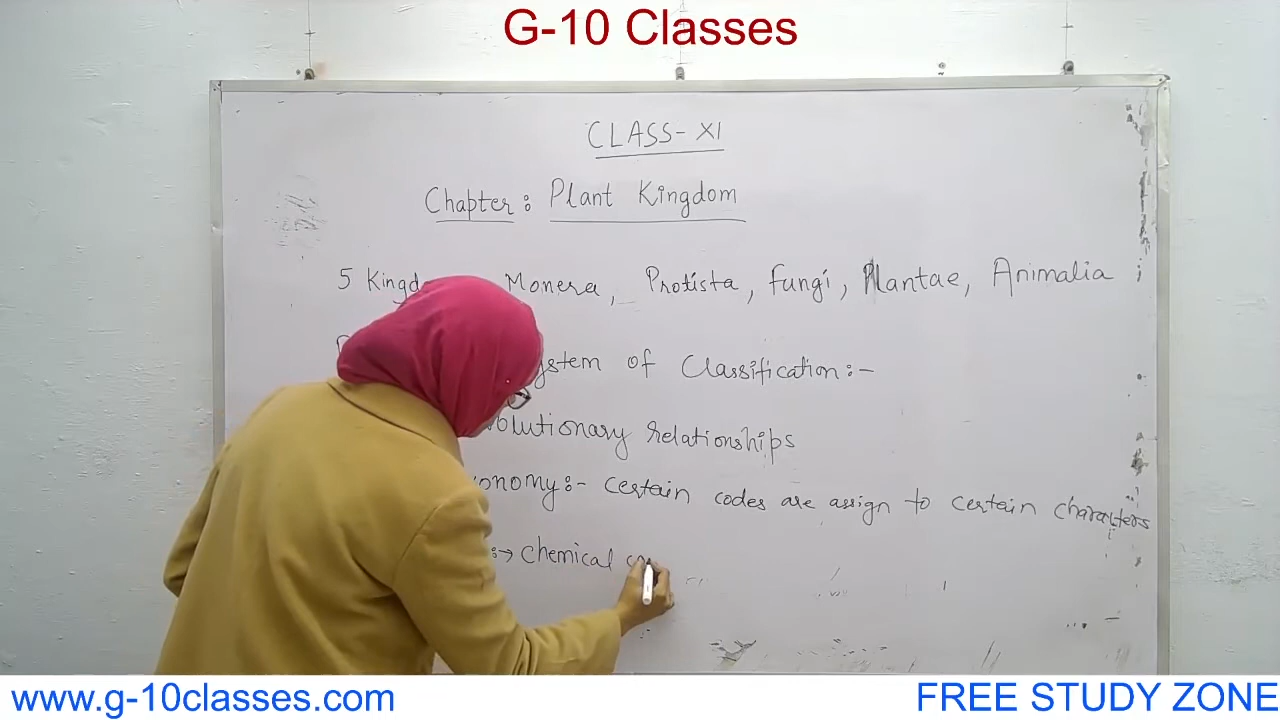 G-10 Classes
CLASS-XI
Chapter: Plant Kingdom
5 Kingd Monera, Protista, Fungi, Plantae, Animalia ;
ystem of Classification:-
olutionary relationships
onomy:- certain codes are assign to certain characters
:→ Chemical co
www.g-10classes.com
FREE STUDY ZONE